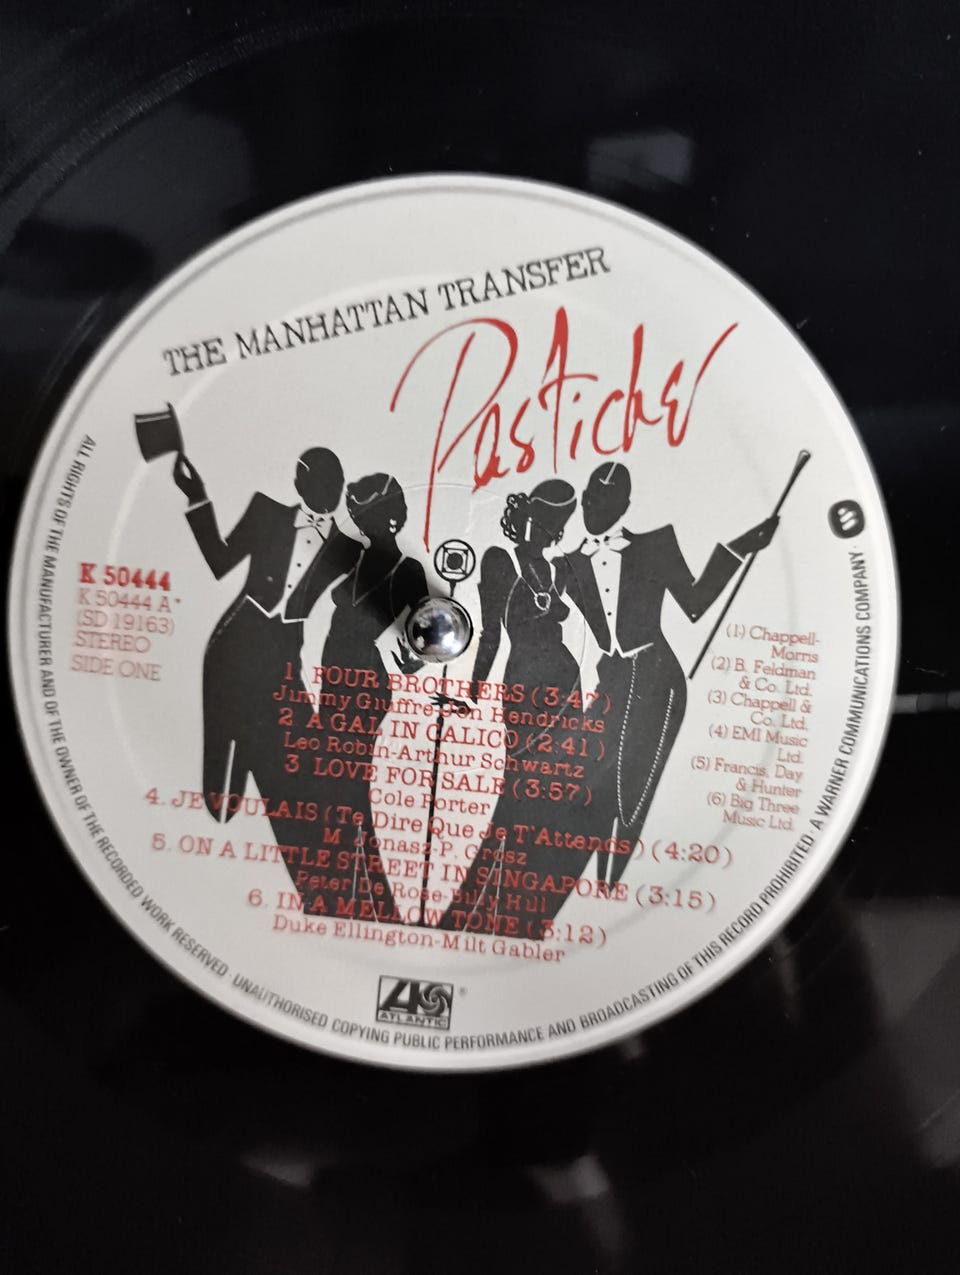 THE MANHATTAN TRANSFER
Pastiche
K 50444
K 50444 A
(SD 19163)
STEREO
SIDE ONE
1. FOUR BROTHERS (3:47)
Jimmy Giuffre-Jon Hendricks
2 A GAL IN CALICO (2:41)
Leo Robin-Arthur Schwartz
3 LOVE FOR SALE (3:57)
Cole Porter
4. JE VOULAIS (Te Dire Que Je T'Attends) (4:20)
M Jonasz-P. Grosz
5. ON A LITTLE STREET IN SINGAPORE (3:15)
Peter De Rose-Billy Hill
6. IN A MELLOW TONE (3:12)
Duke Ellington-Milt Gabler
(1) Chappell-
Morris
(2) B. Feldman
& Co. Ltd.
(3) Chappell &
Co. Ltd.
(4) EMI Music
Ltd.
(5) Francis, Day
& Hunter
(6) Big Three
Music Ltd.
ATLANTIC
®
ALL RIGHTS OF THE MANUFACTURER AND OF THE OWNER OF THE RECORDED WORK RESERVED · UNAUTHORISED COPYING PUBLIC PERFORMANCE AND BROADCASTING OF THIS RECORD PROHIBITED · A WARNER COMMUNICATIONS COMPANY ·